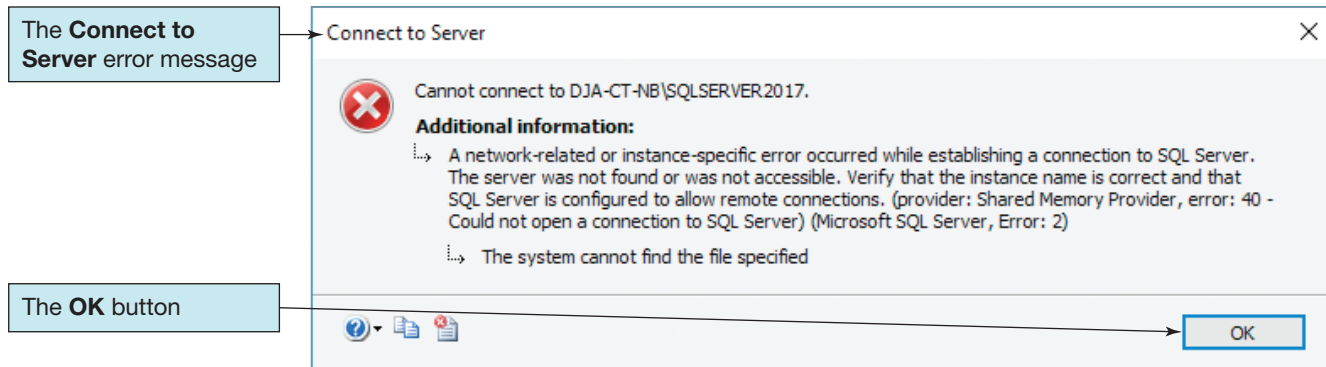 The Connect to
Server error message
Connect to Server
Cannot connect to DJA-CT-NB\SQLSERVER2017.
Additional information:
A network-related or instance-specific error occurred while establishing a connection to SQL Server.
The server was not found or was not accessible. Verify that the instance name is correct and that
SQL Server is configured to allow remote connections. (provider: Shared Memory Provider, error: 40 -
Could not open a connection to SQL Server) (Microsoft SQL Server, Error: 2)
The system cannot find the file specified
The OK button
OK